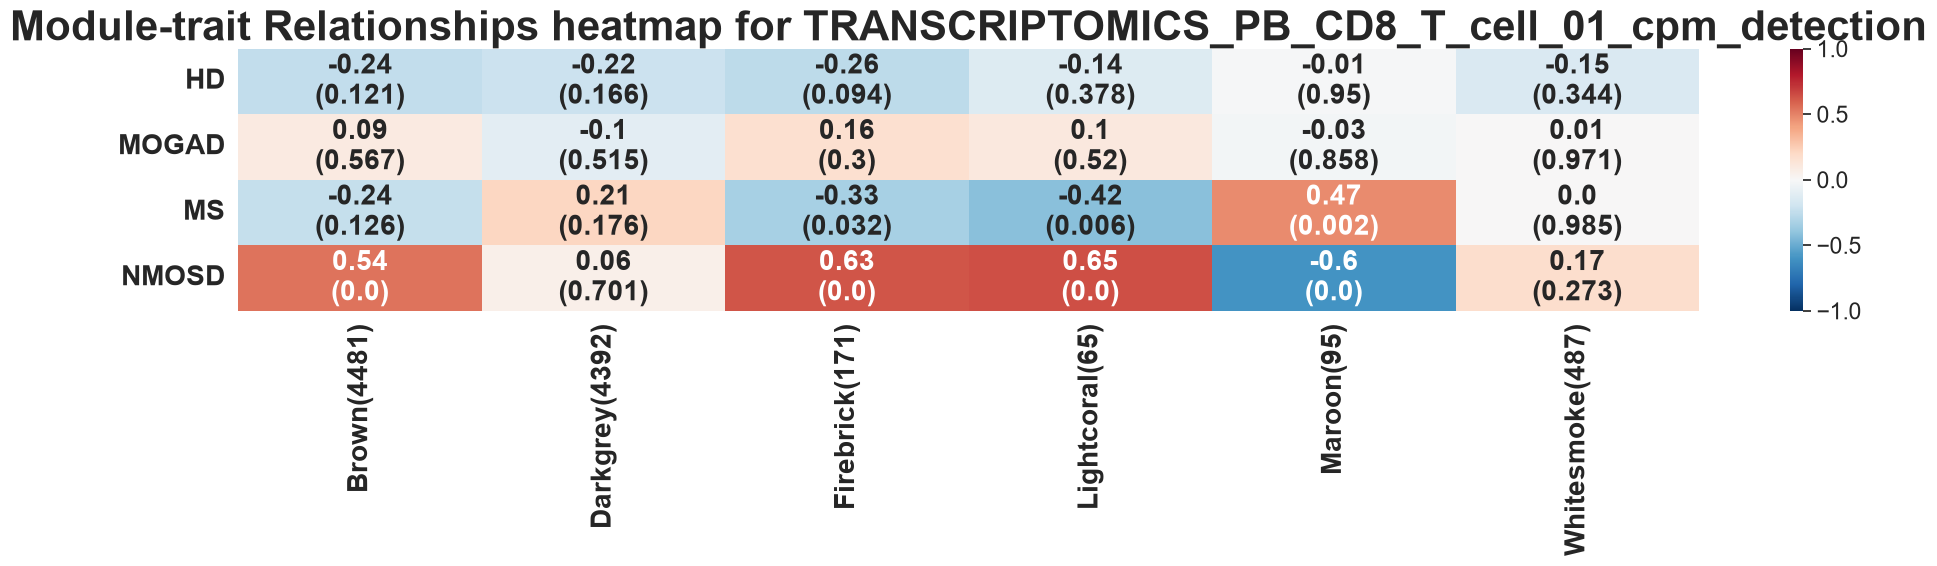 Module-trait Relationships heatmap for TRANSCRIPTOMICS_PB_CD8_T_cell_01_cpm_detection
HD
-0.24 -0.22 -0.26 -0.14 -0.01 -0.15
(0.121) (0.166) (0.094) (0.378) (0.95) (0.344)
MOGAD
0.09 -0.1 0.16 0.1 -0.03 0.01
(0.567) (0.515) (0.3) (0.52) (0.858) (0.971)
MS
-0.24 0.21 -0.33 -0.42 0.47 0.0
(0.126) (0.176) (0.032) (0.006) (0.002) (0.985)
NMOSD
0.54 0.06 0.63 0.65 -0.6 0.17
(0.0) (0.701) (0.0) (0.0) (0.0) (0.273)
Brown(4481)
Darkgrey(4392)
Firebrick(171)
Lightcoral(65)
Maroon(95)
Whitesmoke(487)
1.0
0.5
0.0
−0.5
−1.0